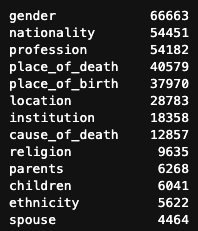 gender 66663
nationality 54451
profession 54182
place_of_death 40579
place_of_birth 37970
location 28783
institution 18358
cause_of_death 12857
religion 9635
parents 6268
children 6041
ethnicity 5622
spouse 4464